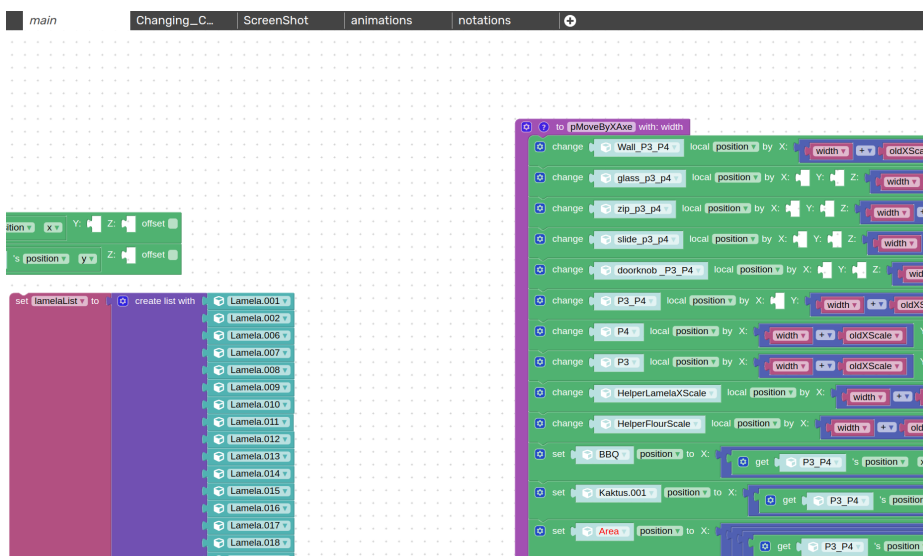 main Changing_C... ScreenShot animations notations
to pMoveByXAxe with: width
change Wall_P3_P4 local position by X: width + oldXSca
change glass_p3_p4 local position by X: Y: Z: width
change zip_p3_p4 local position by X: Y: Z: width
change slide_p3_p4 local position by X: Y: Z: width
change doorknob _P3_P4 local position by X: Y: Z: wid
change P3_P4 local position by X: Y: width + oldXS
change P4 local position by X: width + oldXScale
change P3 local position by X: width + oldXScale
change HelperLamelaXScale local position by X: width +
change HelperFlourScale local position by X: width + old
set BBQ position to X: get P3_P4 's position x
set Kaktus.001 position to X: get P3_P4 's position
set Area position to X: get P3_P4 's position
ition x Y: Z: offset
's position y Z: offset
set lamelaList to create list with Lamela.001
Lamela.002
Lamela.006
Lamela.007
Lamela.008
Lamela.009
Lamela.010
Lamela.011
Lamela.012
Lamela.013
Lamela.014
Lamela.015
Lamela.016
Lamela.017
Lamela.018